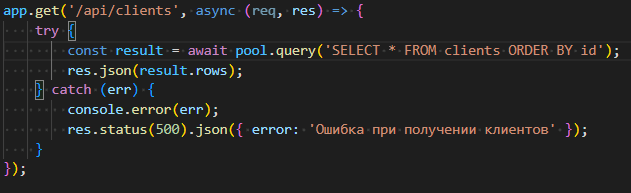 app.get('/api/clients', async (req, res) => {
    try {
        const result = await pool.query('SELECT * FROM clients ORDER BY id');
        res.json(result.rows);
    } catch (err) {
        console.error(err);
        res.status(500).json({ error: 'Ошибка при получении клиентов' });
    }
});